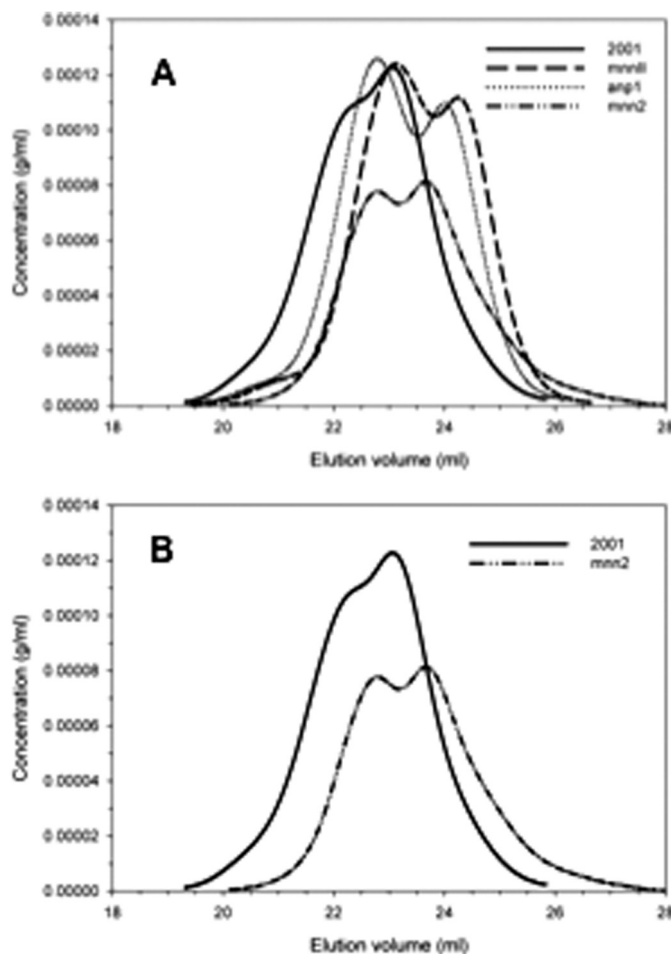 A
2001
mnnII
anp1
mnn2
Concentration (g/ml)
0.00014
0.00012
0.00010
0.00008
0.00006
0.00004
0.00002
0.00000
18 20 22 24 26 28
Elution volume (ml)
B
2001
mnn2
Concentration (g/ml)
0.00014
0.00012
0.00010
0.00008
0.00006
0.00004
0.00002
0.00000
18 20 22 24 26 28
Elution volume (ml)